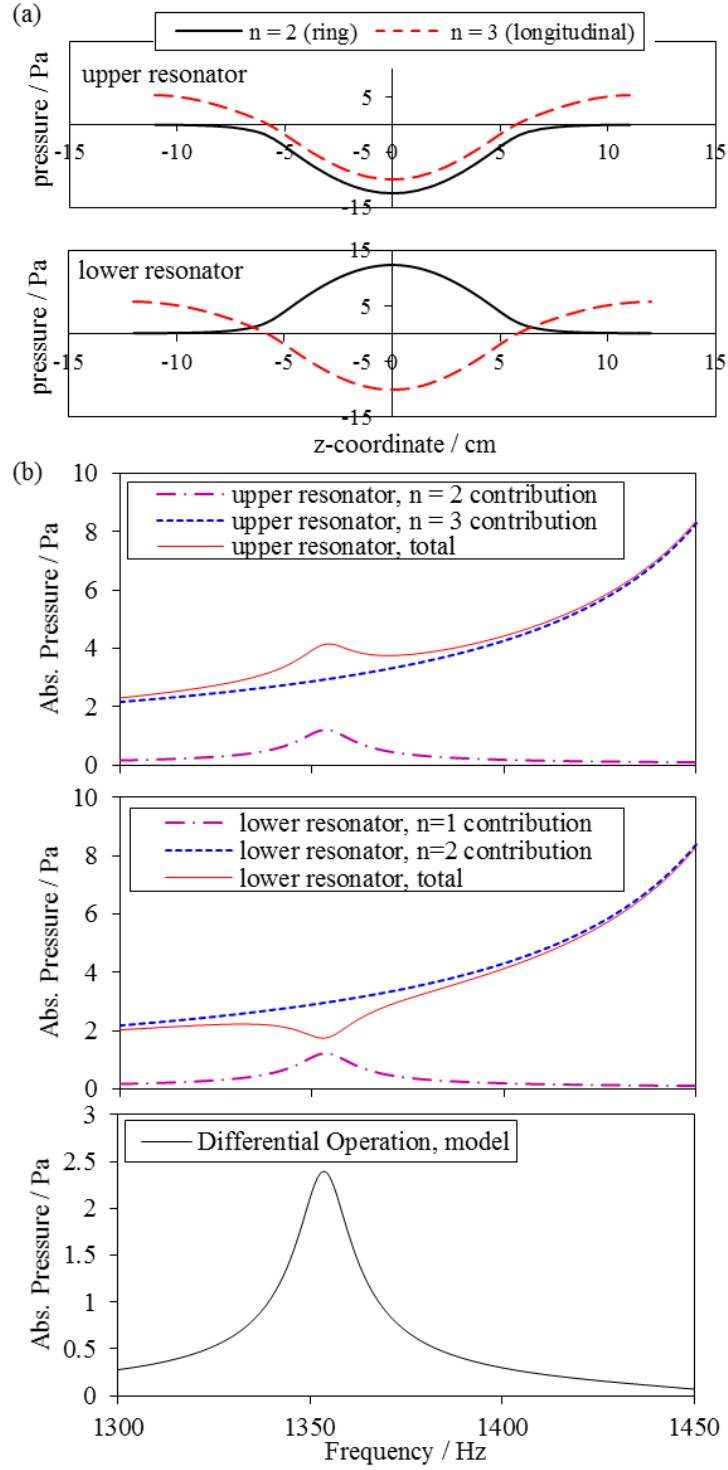 (a)
n = 2 (ring) n = 3 (longitudinal)
upper resonator
pressure / Pa
5
-5
-15
-15 -10 -5 0 5 10 15
lower resonator
pressure / Pa
15
5
-5
-15
-15 -10 -5 0 5 10 15
z-coordinate / cm
(b)
Abs. Pressure / Pa
10
8
6
4
2
0
upper resonator, n = 2 contribution
upper resonator, n = 3 contribution
upper resonator, total
Abs. Pressure / Pa
10
8
6
4
2
0
lower resonator, n=1 contribution
lower resonator, n=2 contribution
lower resonator, total
Abs. Pressure / Pa
3
2.5
2
1.5
1
0.5
0
Differential Operation, model
1300 1350 1400 1450
Frequency / Hz